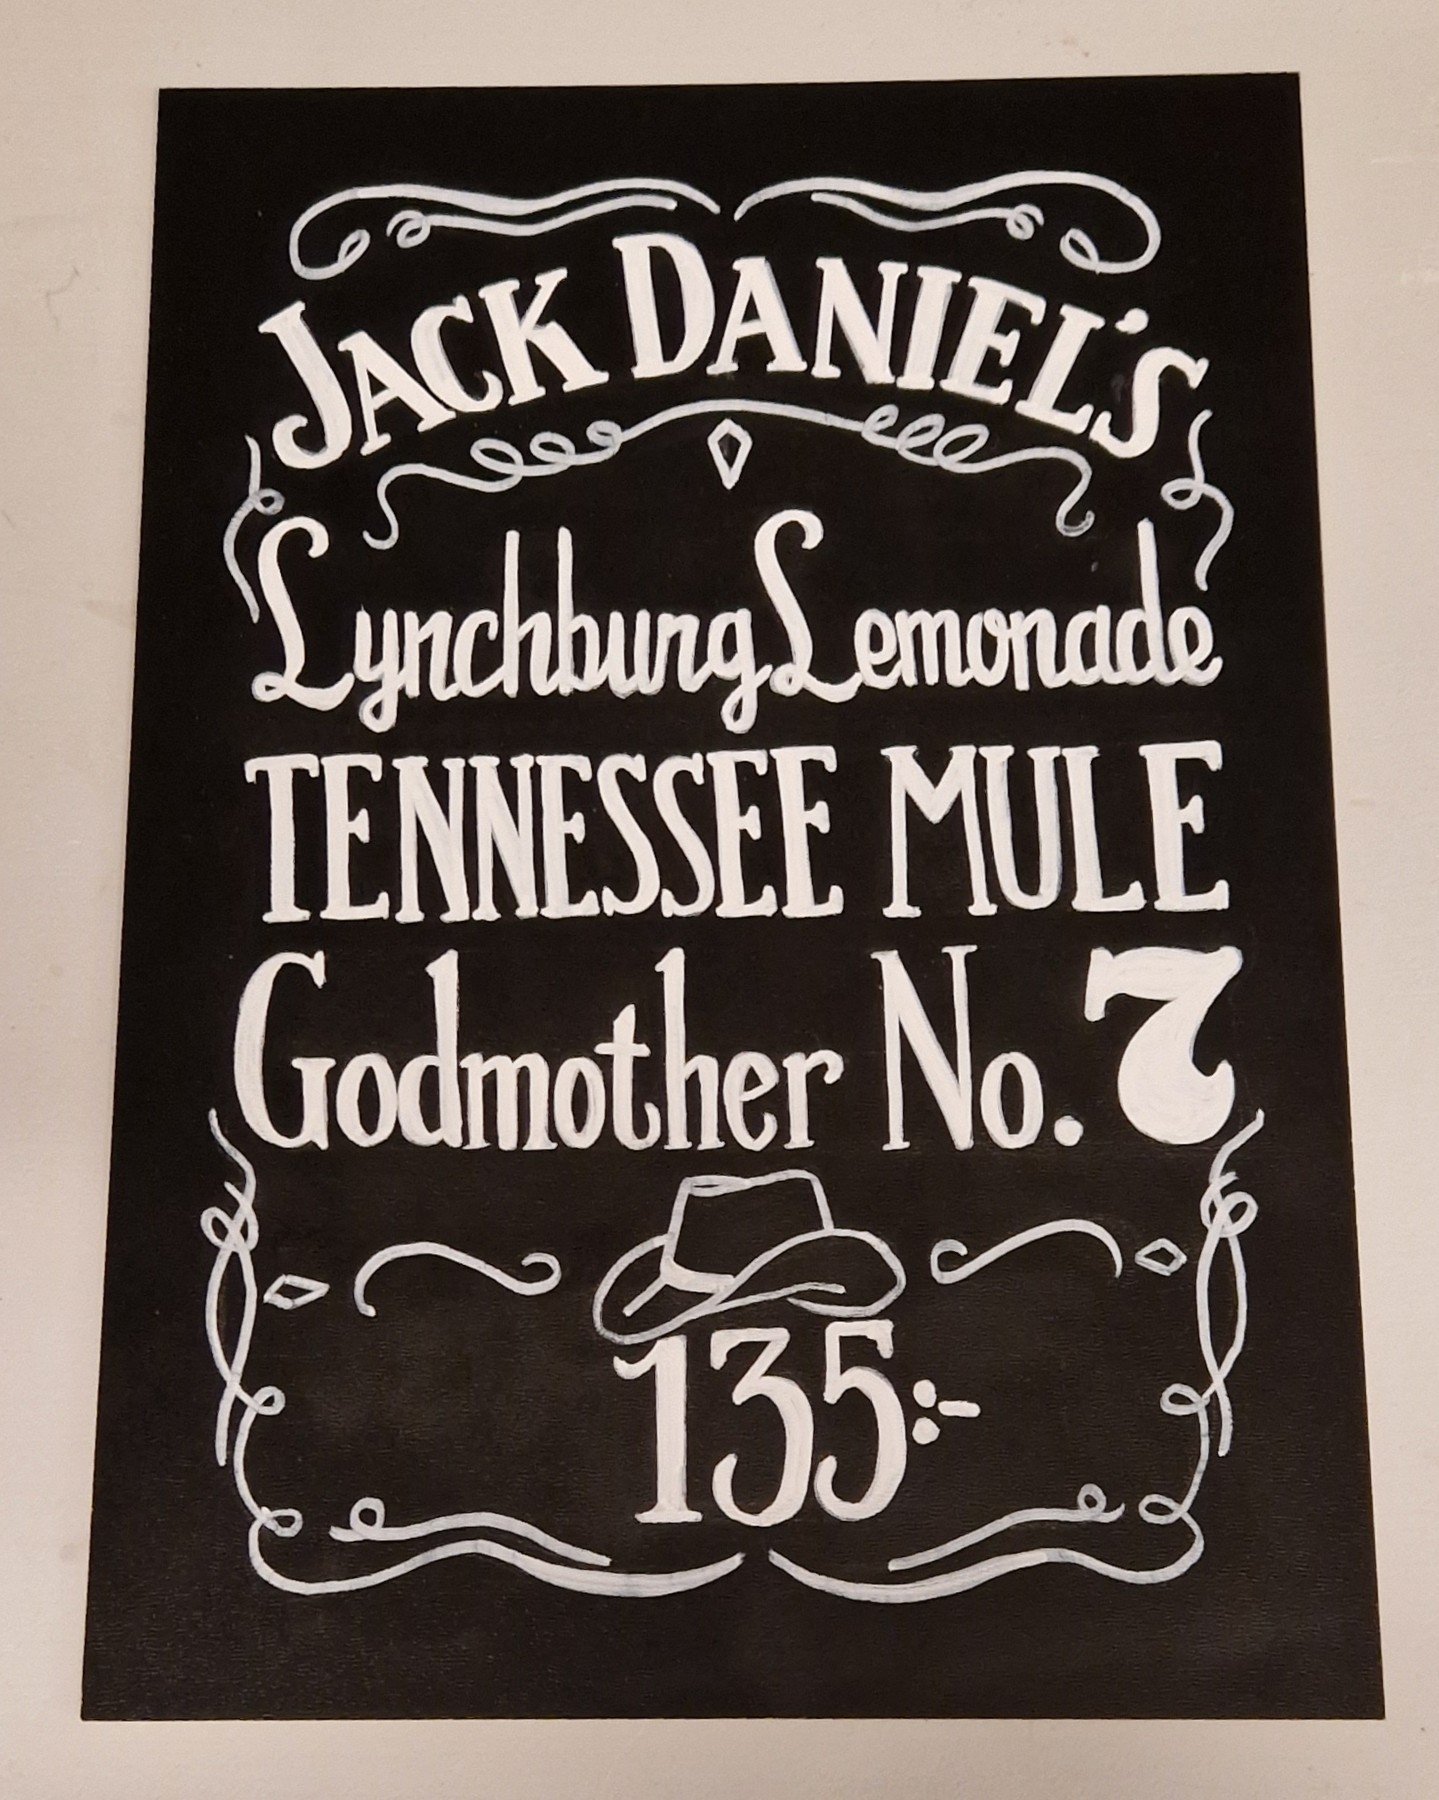 JACK DANIEL'S
Lynchburg Lemonade
TENNESSEE MULE
Godmother No. 7
135:-